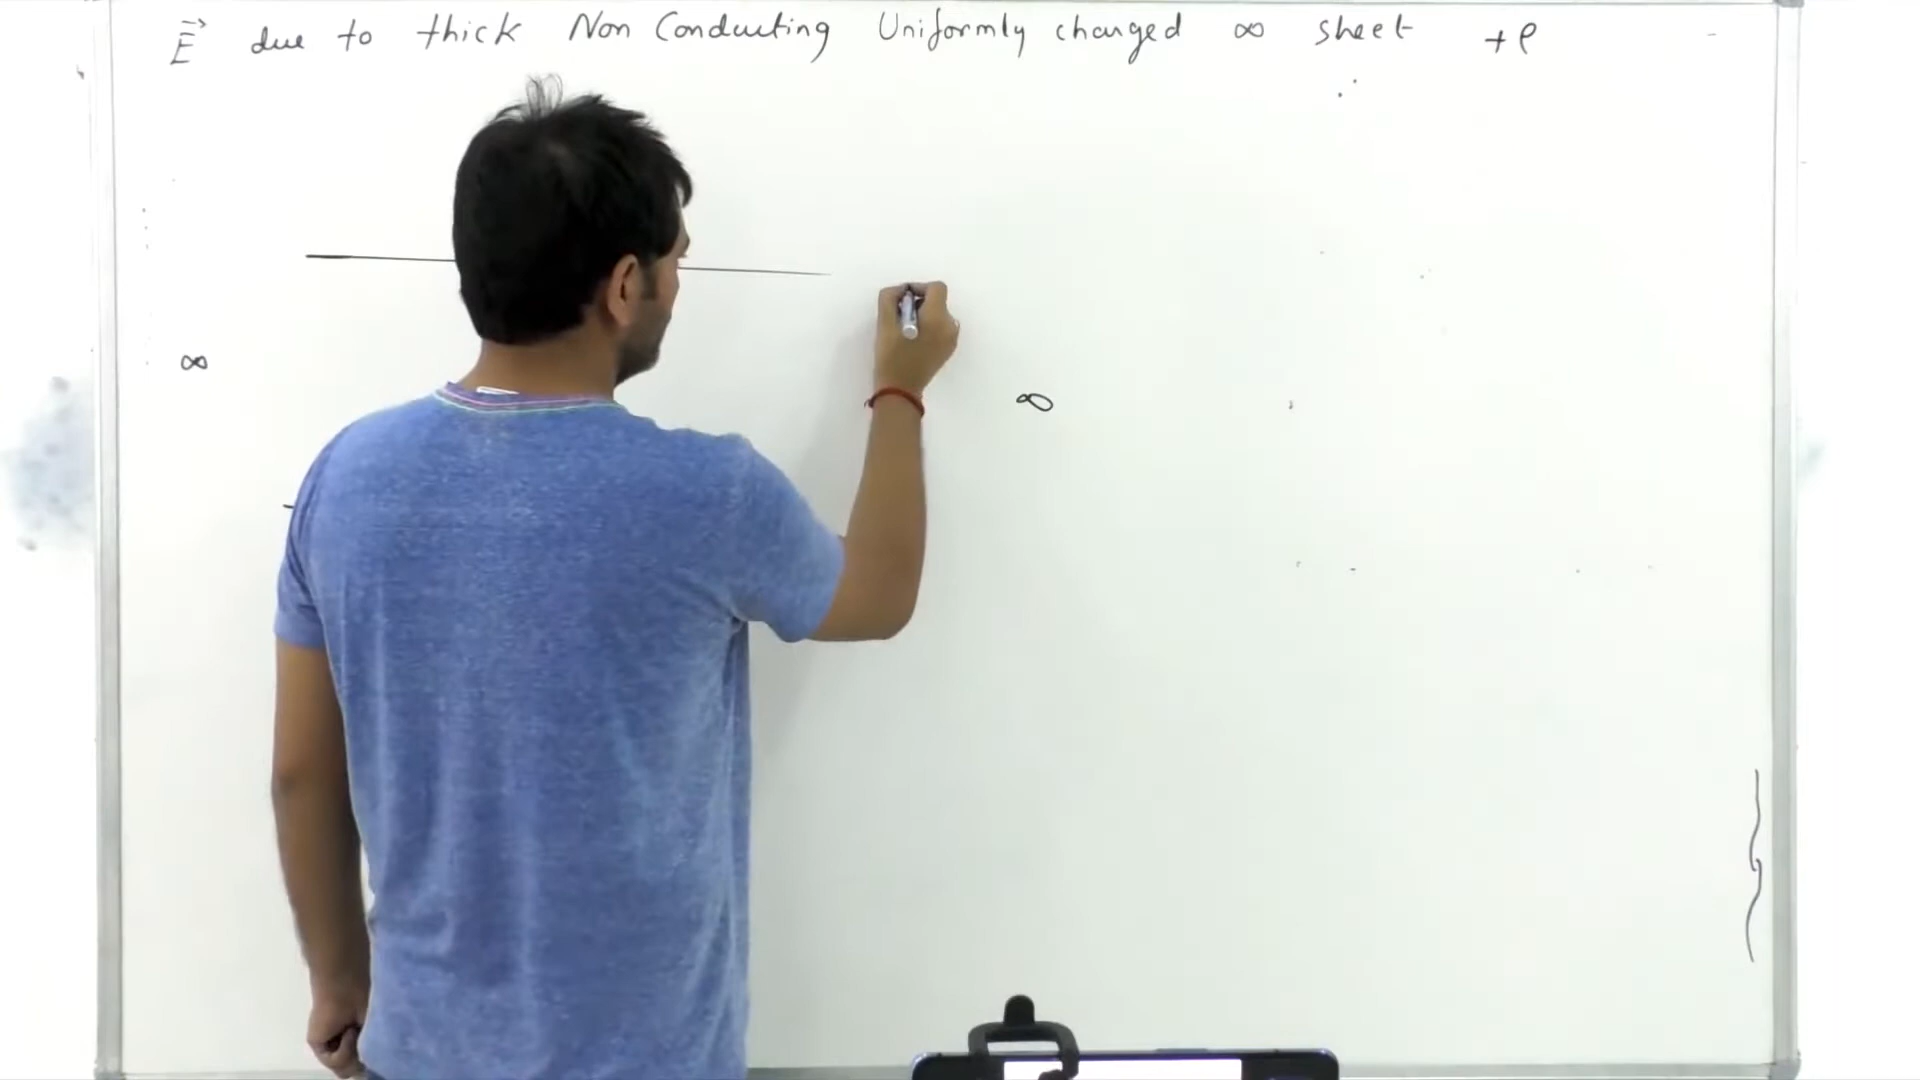 E⃗ due to thick Non Conducting Uniformly charged ∞ sheet +ρ
∞
∞